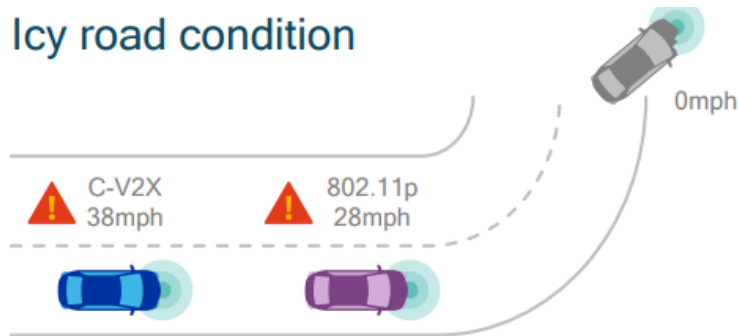 Icy road condition
0mph
C-V2X
38mph
802.11p
28mph